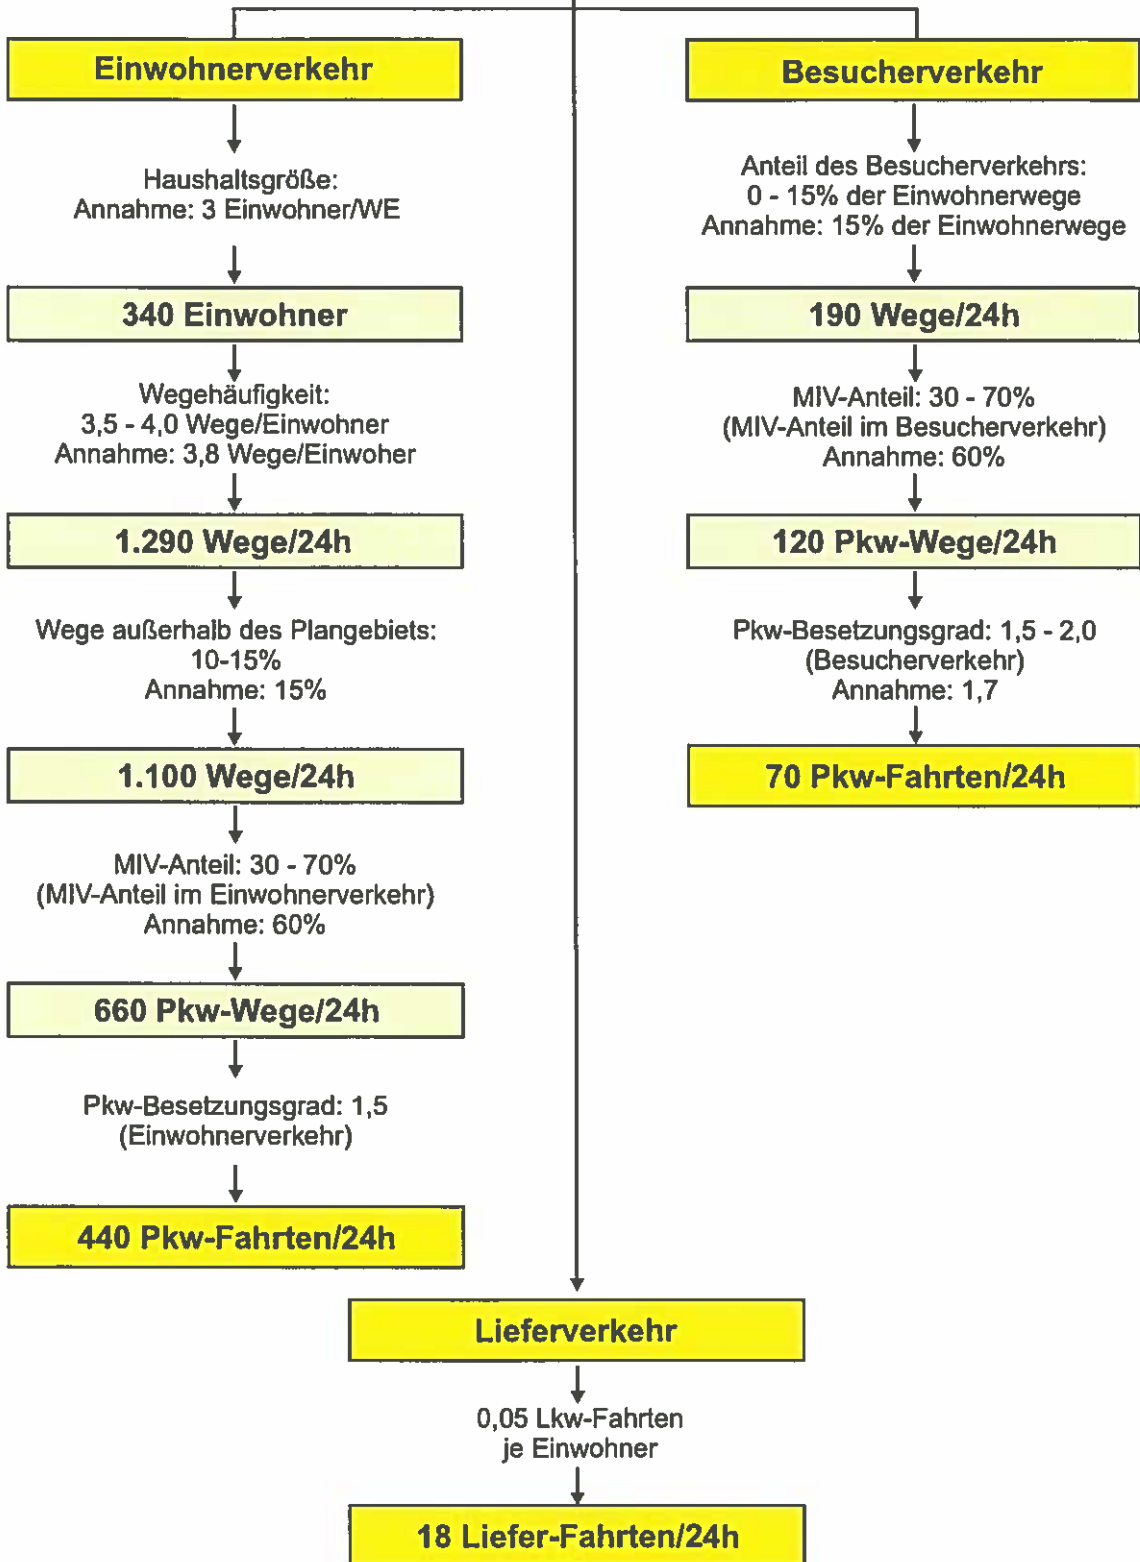 Einwohnerverkehr
Haushaltsgröße:
Annahme: 3 Einwohner/WE
340 Einwohner
Wegehäufigkeit:
3,5 - 4,0 Wege/Einwohner
Annahme: 3,8 Wege/Einwoher
1.290 Wege/24h
Wege außerhalb des Plangebiets:
10-15%
Annahme: 15%
1.100 Wege/24h
MIV-Anteil: 30 - 70%
(MIV-Anteil im Einwohnerverkehr)
Annahme: 60%
660 Pkw-Wege/24h
Pkw-Besetzungsgrad: 1,5
(Einwohnerverkehr)
440 Pkw-Fahrten/24h
Besucherverkehr
Anteil des Besucherverkehrs:
0 - 15% der Einwohnerwege
Annahme: 15% der Einwohnerwege
190 Wege/24h
MIV-Anteil: 30 - 70%
(MIV-Anteil im Besucherverkehr)
Annahme: 60%
120 Pkw-Wege/24h
Pkw-Besetzungsgrad: 1,5 - 2,0
(Besucherverkehr)
Annahme: 1,7
70 Pkw-Fahrten/24h
Lieferverkehr
0,05 Lkw-Fahrten
je Einwohner
18 Liefer-Fahrten/24h